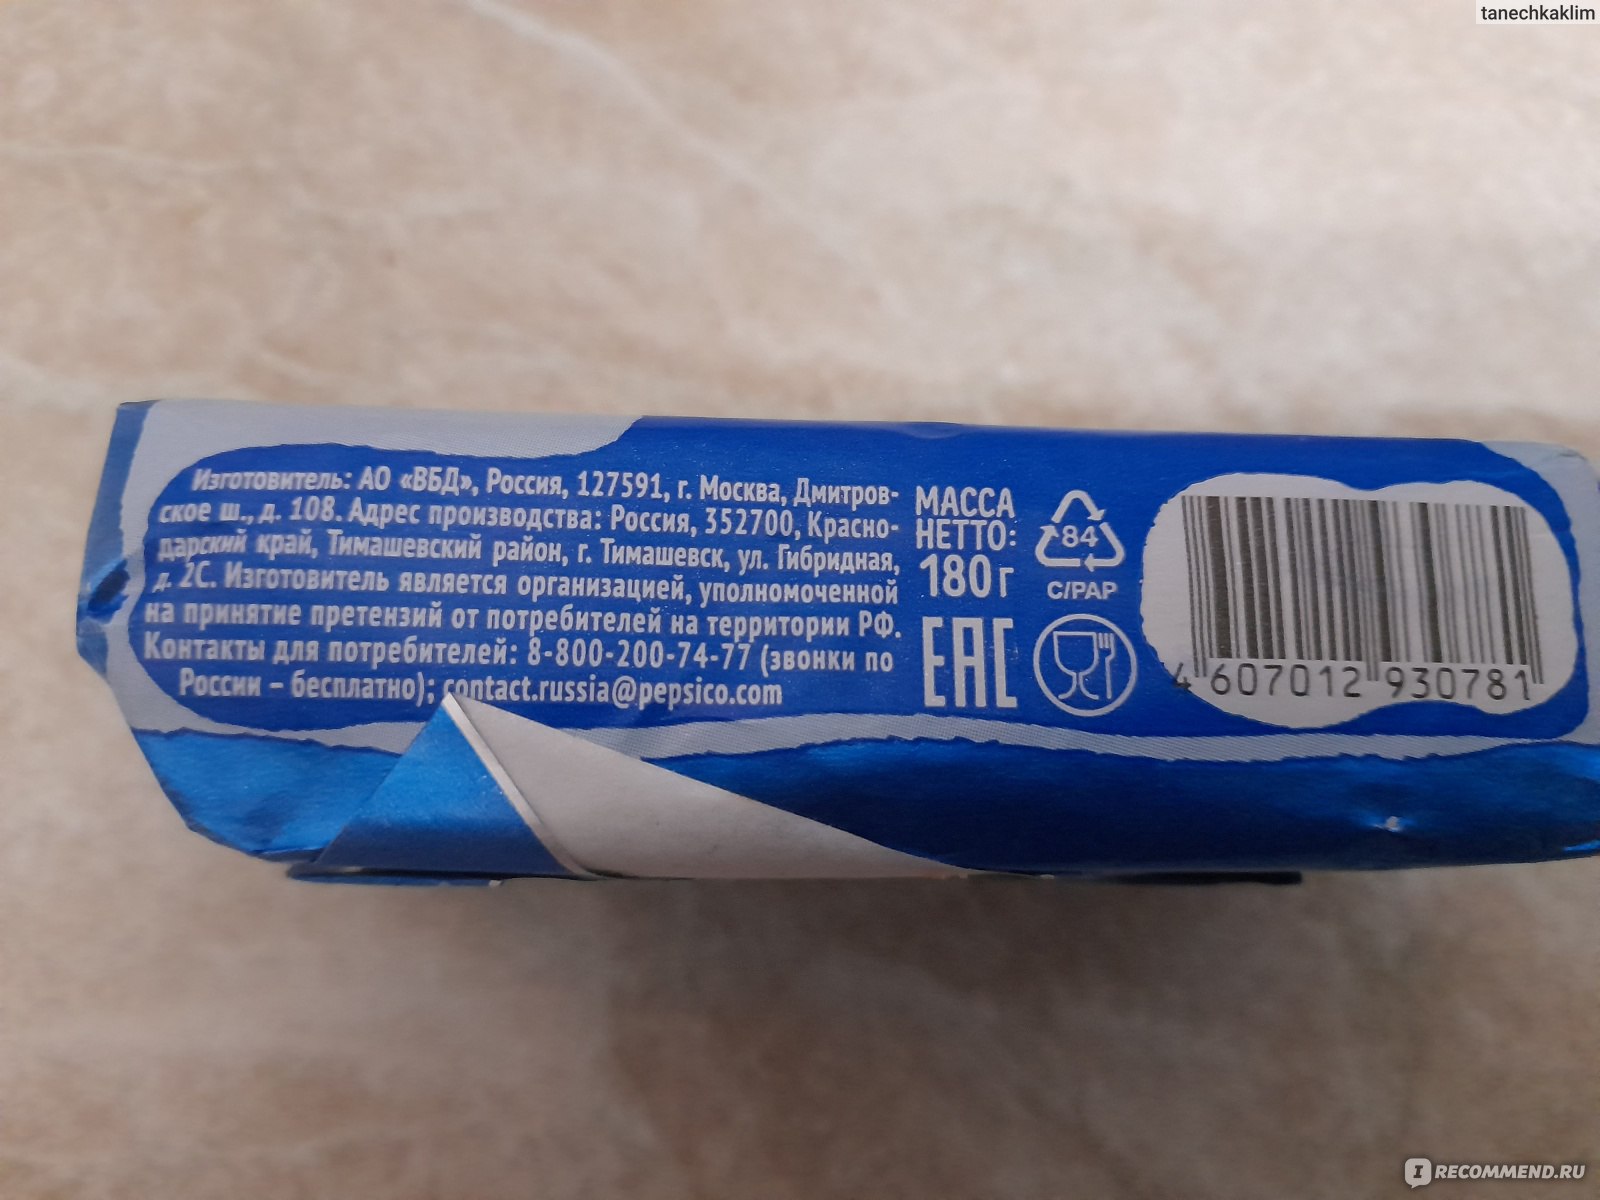 tanechkaklim
Изготовитель: АО «ВБД», Россия, 127591, г. Москва, Дмитров-
ское ш., д. 108. Адрес производства: Россия, 352700, Красно-
дарский край, Тимашевский район, г. Тимашевск, ул. Гибридная,
д. 2С. Изготовитель является организацией, уполномоченной
на принятие претензий от потребителей на территории РФ.
Контакты для потребителей: 8-800-200-74-77 (звонки по
России – бесплатно); contact.russia@pepsico.com
МАССА
НЕТТО:
180г
EAC
84
C/PAP
4 607012 930781
IRECOMMEND.RU